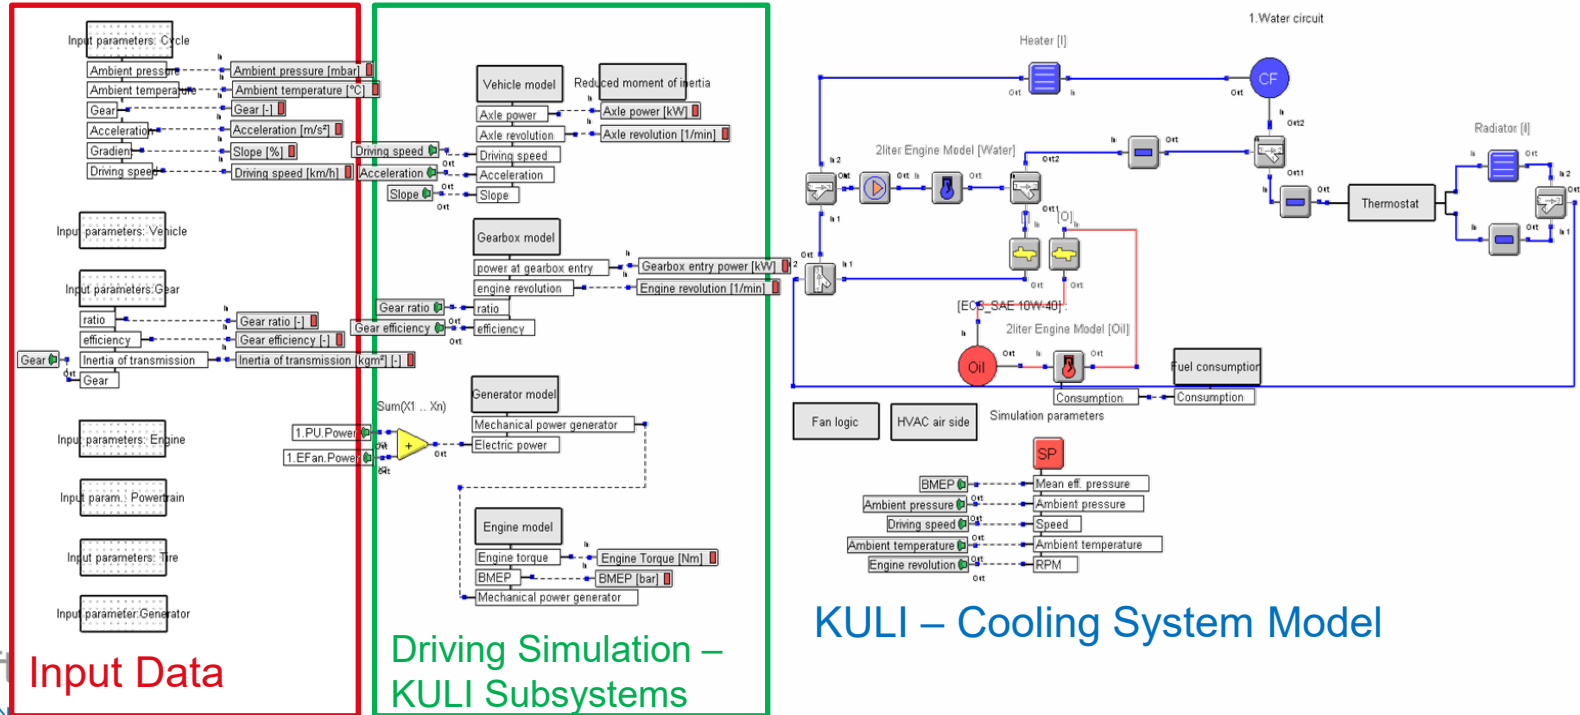 Input parameters: Cycle
Ambient pressure
Ambient pressure [mbar]
Ambient temperature
Ambient temperature [°C]
Gear
Gear [-]
Acceleration
Acceleration [m/s²]
Gradient
Slope [%]
Driving speed
Driving speed [km/h]
Input parameters: Vehicle
Input parameters:Gear
ratio
Gear ratio [-]
efficiency
Gear efficiency [-]
Gear
Inertia of transmission
Inertia of transmission [kgm²] [-]
Gear
Input parameters: Engine
Input param.: Powertrain
Input parameters: Tire
Input parameter:Generator
Input Data
Vehicle model
Reduced moment of inertia
Axle power
Axle power [kW]
Axle revolution
Axle revolution [1/min]
Driving speed
Driving speed
Acceleration
Acceleration
Slope
Slope
Gearbox model
power at gearbox entry
Gearbox entry power [kW]
engine revolution
Engine revolution [1/min]
Gear ratio
ratio
Gear efficiency
efficiency
Generator model
Sum(X1 .. Xn)
Mechanical power generator
1.PU.Power
+
Electric power
1.EFan.Power
Engine model
Engine torque
Engine Torque [Nm]
BMEP
BMEP [bar]
Mechanical power generator
Driving Simulation –
KULI Subsystems
1.Water circuit
Heater [I]
CF
Radiator [I]
2liter Engine Model [Water]
Thermostat
[O]
[ECS_SAE 10W-40]
2liter Engine Model [Oil]
Oil
Fuel consumption
Consumption
Consumption
Fan logic
HVAC air side
Simulation parameters
SP
BMEP
Mean eff. pressure
Ambient pressure
Ambient pressure
Driving speed
Speed
Ambient temperature
Ambient temperature
Engine revolution
RPM
KULI – Cooling System Model